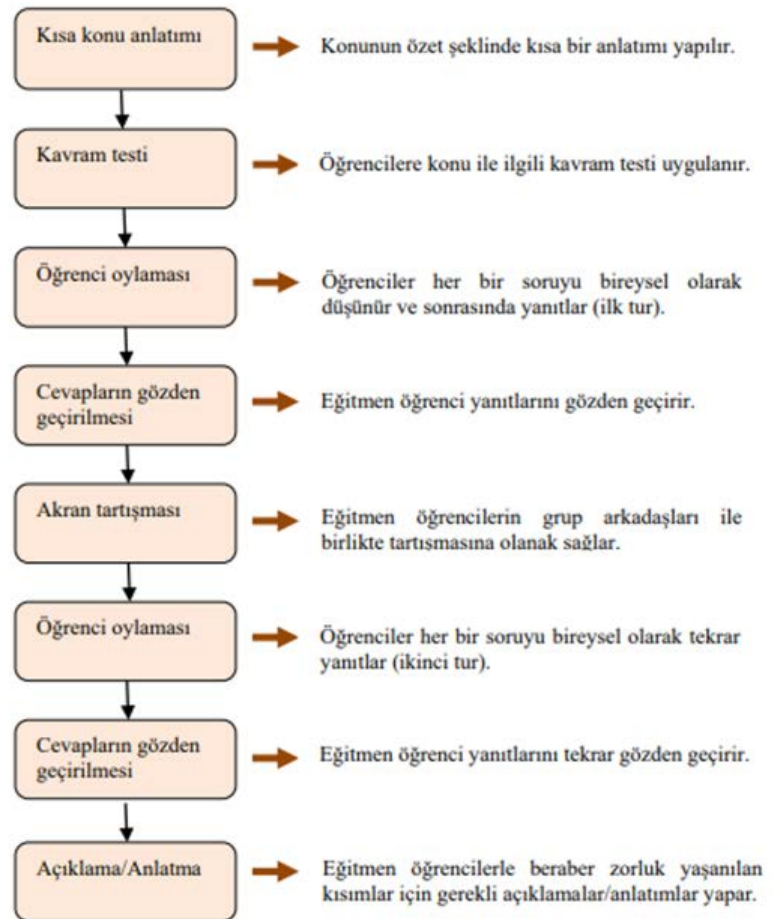 Kısa konu anlatımı
Konunun özet şeklinde kısa bir anlatımı yapılır.
Kavram testi
Öğrencilere konu ile ilgili kavram testi uygulanır.
Öğrenci oylaması
Öğrenciler her bir soruyu bireysel olarak
düşünür ve sonrasında yanıtlar (ilk tur).
Cevapların gözden
geçirilmesi
Eğitmen öğrenci yanıtlarını gözden geçirir.
Akran tartışması
Eğitmen öğrencilerin grup arkadaşları ile
birlikte tartışmasına olanak sağlar.
Öğrenci oylaması
Öğrenciler her bir soruyu bireysel olarak tekrar
yanıtlar (ikinci tur).
Cevapların gözden
geçirilmesi
Eğitmen öğrenci yanıtlarını tekrar gözden geçirir.
Açıklama/Anlatma
Eğitmen öğrencilerle beraber zorluk yaşanılan
kısımlar için gerekli açıklamalar/anlatımlar yapar.